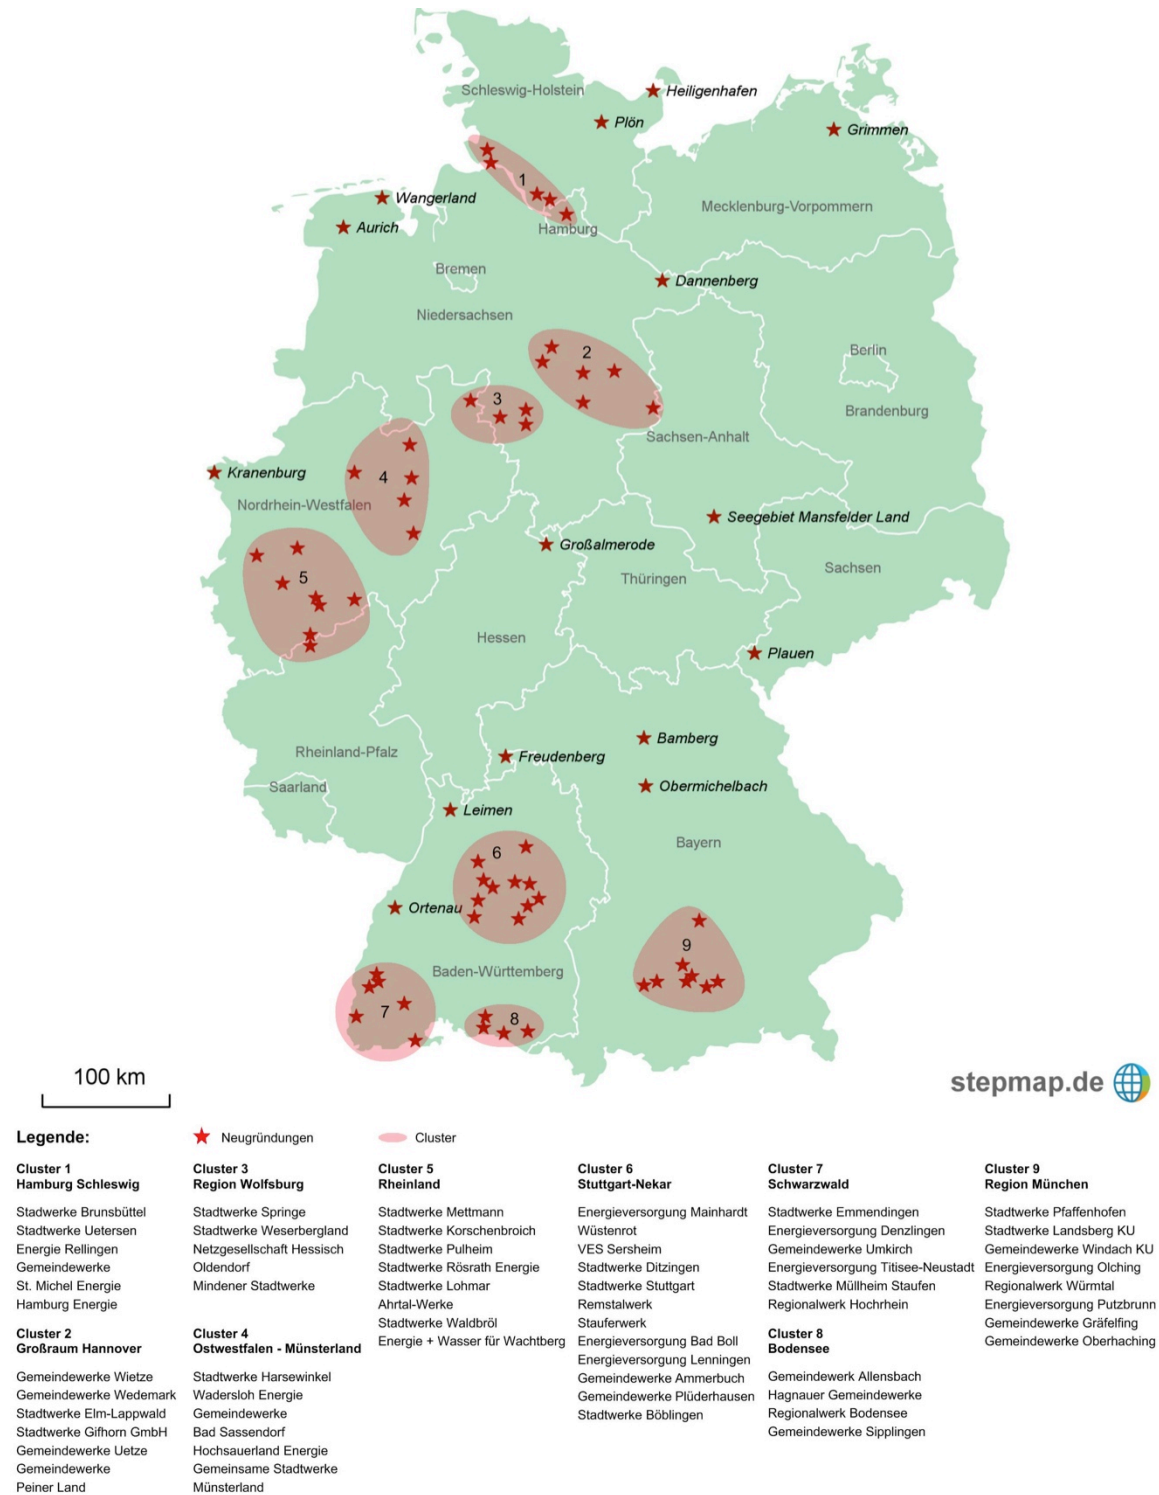 Schleswig-Holstein
Heiligenhafen
Plön
Grimmen
1
Wangerland
Mecklenburg-Vorpommern
Aurich
Hamburg
Bremen
Dannenberg
Niedersachsen
2
Berlin
3
Brandenburg
Sachsen-Anhalt
Kranenburg
4
Nordrhein-Westfalen
Seegebiet Mansfelder Land
Großalmerode
5
Thüringen
Sachsen
Hessen
Plauen
Bamberg
Rheinland-Pfalz
Freudenberg
Saarland
Obermichelbach
Leimen
Bayern
6
Ortenau
9
Baden-Württemberg
7
8
100 km
stepmap.de
Legende:
Neugründungen
Cluster
Cluster 1
Hamburg Schleswig
Stadtwerke Brunsbüttel
Stadtwerke Uetersen
Energie Rellingen
Gemeindewerke
St. Michel Energie
Hamburg Energie
Cluster 2
Großraum Hannover
Gemeindewerke Wietze
Gemeindewerke Wedemark
Stadtwerke Elm-Lappwald
Stadtwerke Gifhorn GmbH
Gemeindewerke Uetze
Gemeindewerke
Peiner Land
Cluster 3
Region Wolfsburg
Stadtwerke Springe
Stadtwerke Weserbergland
Netzgesellschaft Hessisch
Oldendorf
Mindener Stadtwerke
Cluster 4
Ostwestfalen - Münsterland
Stadtwerke Harsewinkel
Wadersloh Energie
Gemeindewerke
Bad Sassendorf
Hochsauerland Energie
Gemeinsame Stadtwerke
Münsterland
Cluster 5
Rheinland
Stadtwerke Mettmann
Stadtwerke Korschenbroich
Stadtwerke Pulheim
Stadtwerke Rösrath Energie
Stadtwerke Lohmar
Ahrtal-Werke
Stadtwerke Waldbröl
Energie + Wasser für Wachtberg
Cluster 6
Stuttgart-Nekar
Energieversorgung Mainhardt
Wüstenrot
VES Sersheim
Stadtwerke Ditzingen
Stadtwerke Stuttgart
Remstalwerk
Stauferwerk
Energieversorgung Bad Boll
Energieversorgung Lenningen
Gemeindewerke Ammerbuch
Gemeindewerke Plüderhausen
Stadtwerke Böblingen
Cluster 7
Schwarzwald
Stadtwerke Emmendingen
Energieversorgung Denzlingen
Gemeindewerke Umkirch
Energieversorgung Titisee-Neustadt
Stadtwerke Müllheim Staufen
Regionalwerk Hochrhein
Cluster 8
Bodensee
Gemeindewerk Allensbach
Hagnauer Gemeindewerke
Regionalwerk Bodensee
Gemeindewerke Sipplingen
Cluster 9
Region München
Stadtwerke Pfaffenhofen
Stadtwerke Landsberg KU
Gemeindewerke Windach KU
Energieversorgung Olching
Regionalwerk Würmtal
Energieversorgung Putzbrunn
Gemeindewerke Gräfelfing
Gemeindewerke Oberhaching